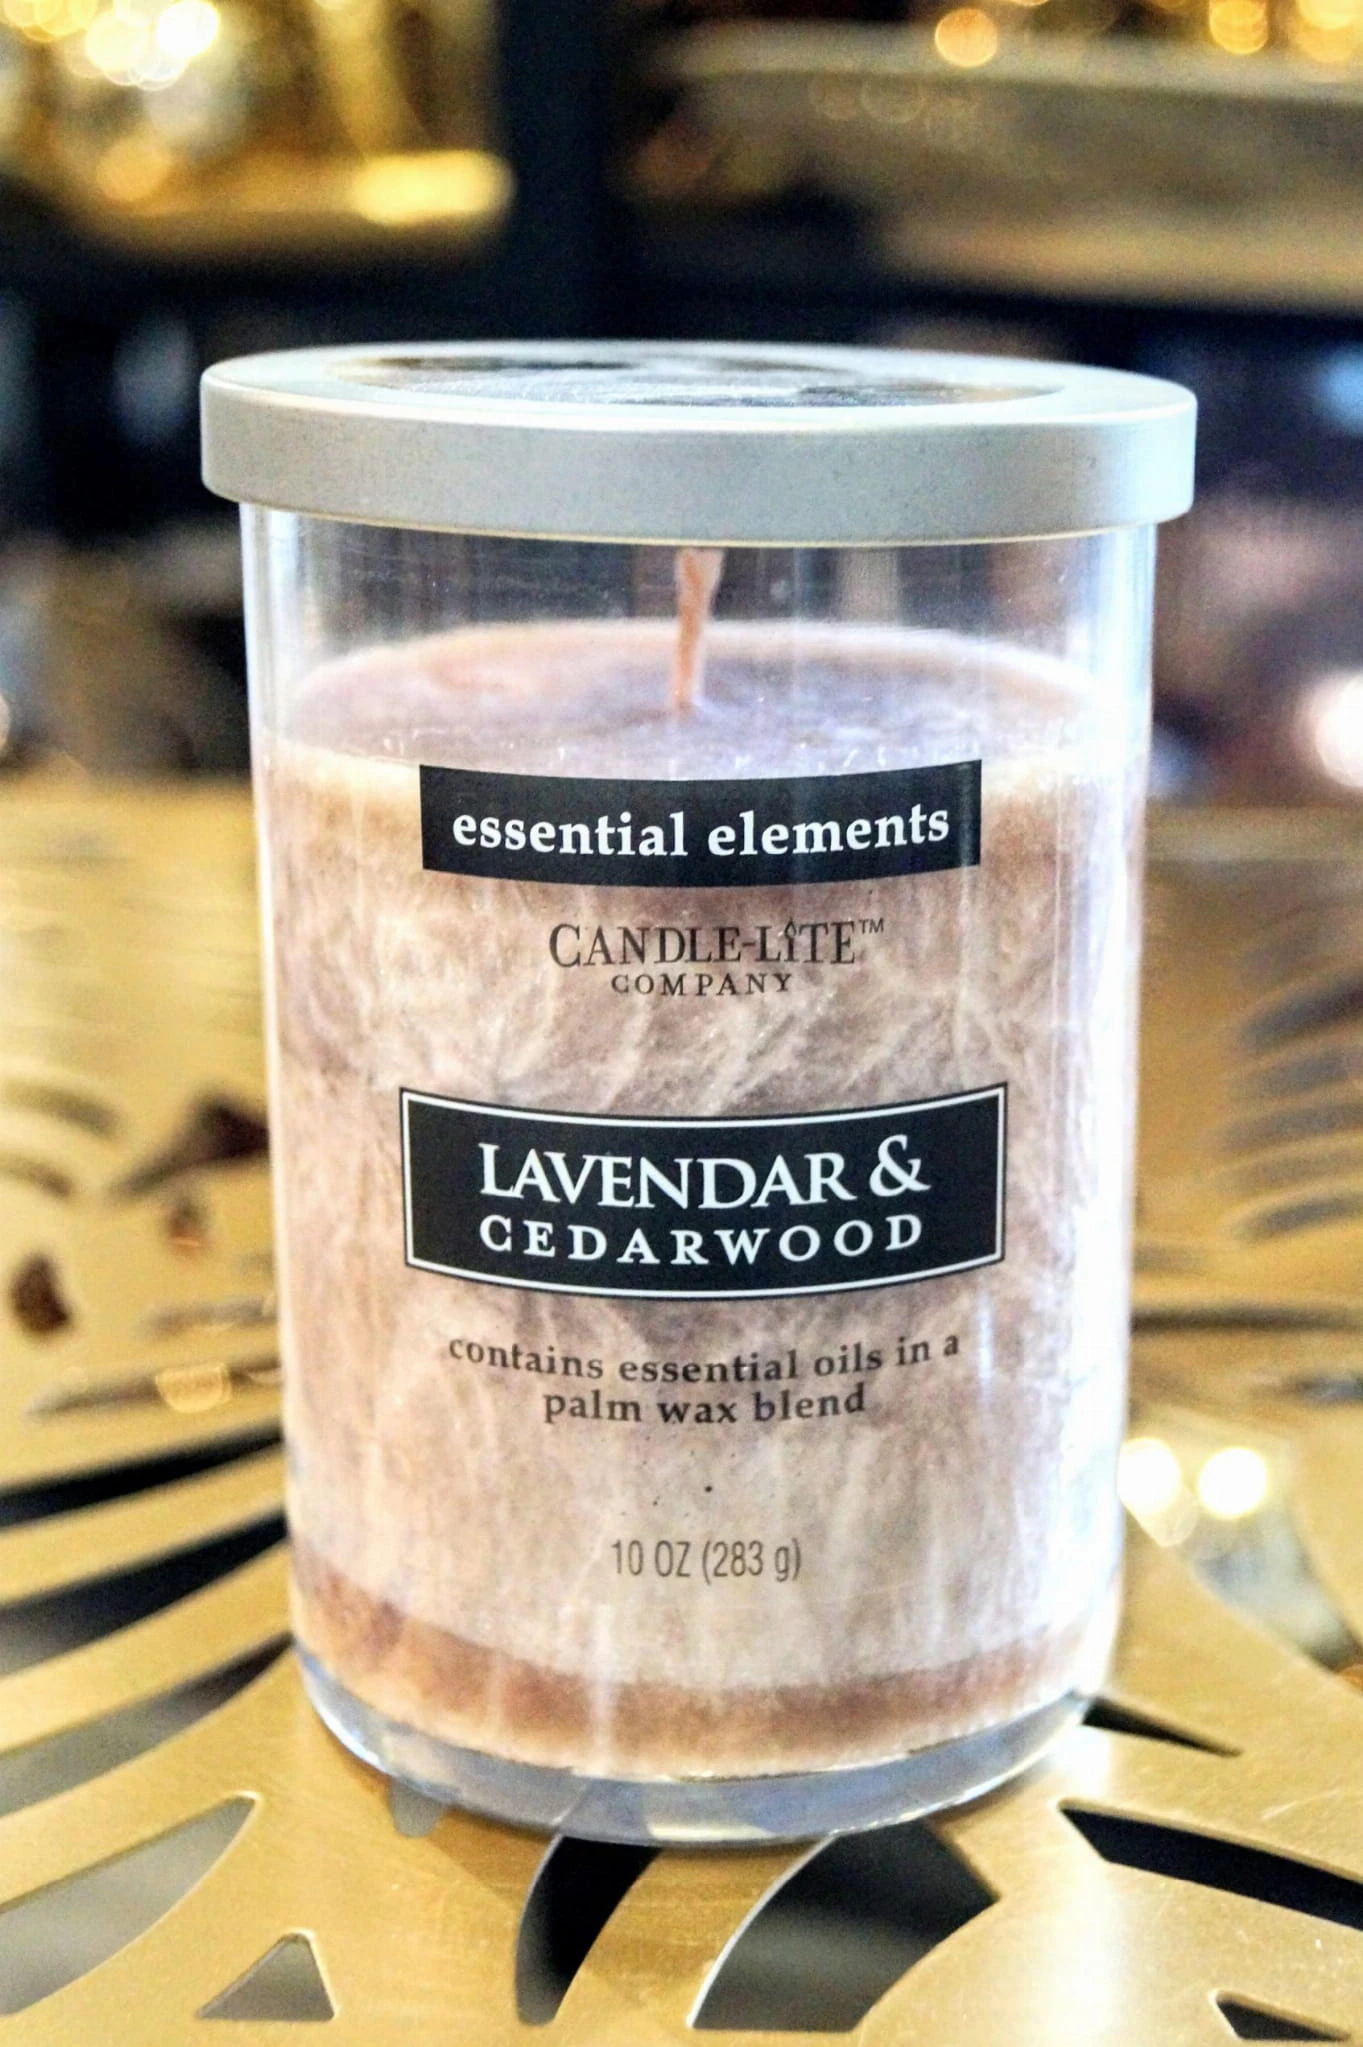 essential elements
CANDLE-LITE™
COMPANY
LAVENDAR &
CEDARWOOD
contains essential oils in a
palm wax blend
10 OZ (283 g)